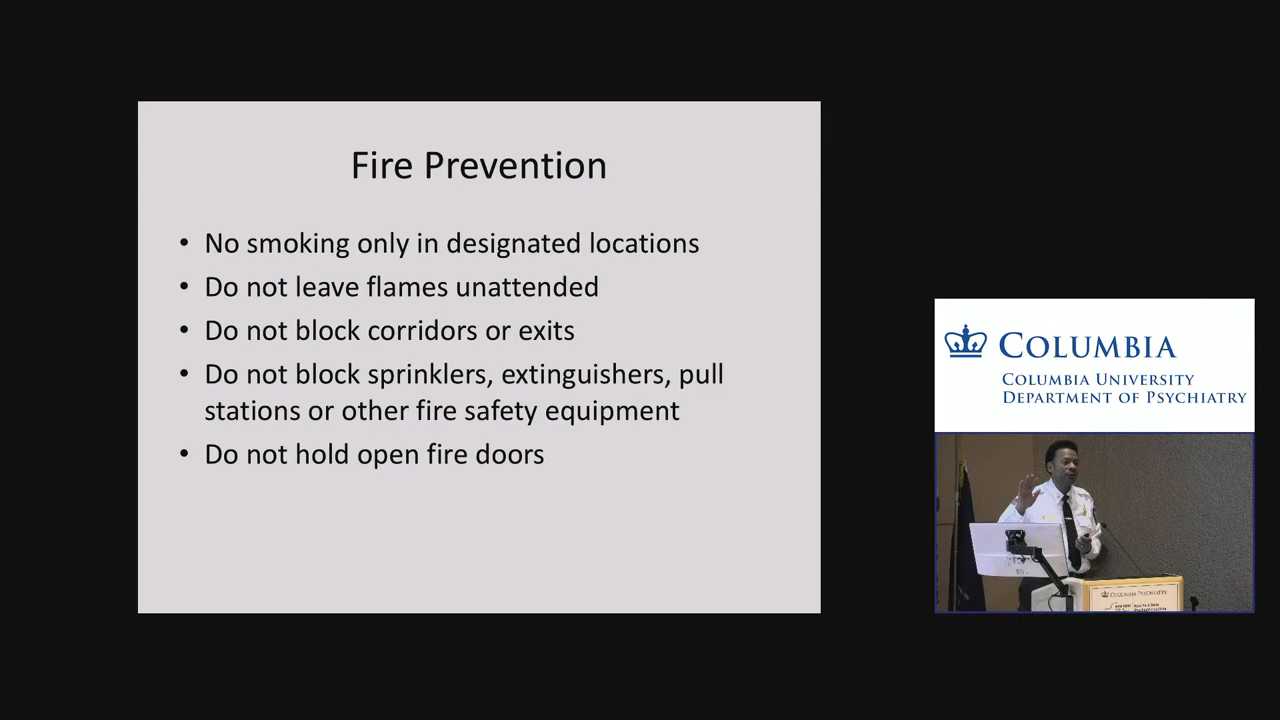 Fire Prevention
• No smoking only in designated locations
• Do not leave flames unattended
• Do not block corridors or exits
• Do not block sprinklers, extinguishers, pull
stations or other fire safety equipment
• Do not hold open fire doors
COLUMBIA
COLUMBIA UNIVERSITY
DEPARTMENT OF PSYCHIATRY
COLUMBIA PSYCHIATRY